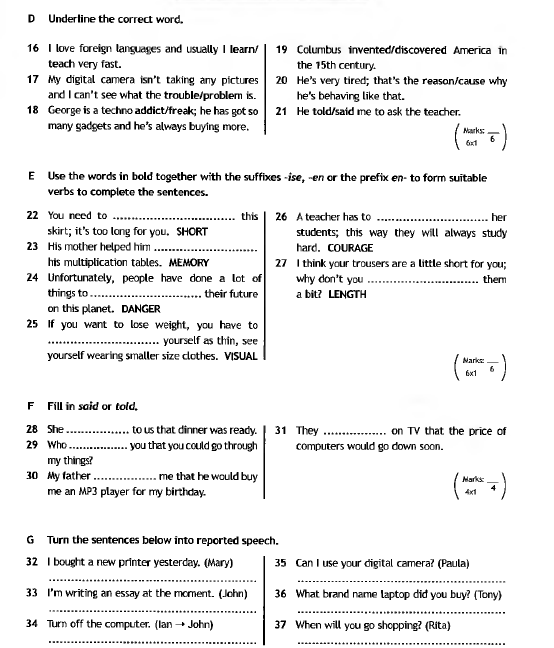 D Underline the correct word.
16 I love foreign languages and usually I learn/
teach very fast.
17 My digital camera isn't taking any pictures
and I can't see what the trouble/problem is.
18 George is a techno addict/freak; he has got so
many gadgets and he's always buying more.
19 Columbus invented/discovered America in
the 15th century.
20 He's very tired; that's the reason/cause why
he's behaving like that.
21 He told/said me to ask the teacher.
Marks: __
6x1 6
E Use the words in bold together with the suffixes -ise, -en or the prefix en- to form suitable
verbs to complete the sentences.
22 You need to .............................. this
skirt; it's too long for you. SHORT
23 His mother helped him ..........................
his multiplication tables. MEMORY
24 Unfortunately, people have done a lot of
things to ............................ their future
on this planet. DANGER
25 If you want to lose weight, you have to
............................ yourself as thin, see
yourself wearing smaller size clothes. VISUAL
26 A teacher has to ............................ her
students; this way they will always study
hard. COURAGE
27 I think your trousers are a little short for you;
why don't you ............................ them
a bit? LENGTH
Marks: __
6x1 6
F Fill in said or told.
28 She ................ to us that dinner was ready.
29 Who ............... you that you could go through
my things?
30 My father ................ me that he would buy
me an MP3 player for my birthday.
31 They ................ on TV that the price of
computers would go down soon.
Marks: __
4x1 4
G Turn the sentences below into reported speech.
32 I bought a new printer yesterday. (Mary)
....................................................
33 I'm writing an essay at the moment. (John)
....................................................
34 Turn off the computer. (Ian → John)
....................................................
35 Can I use your digital camera? (Paula)
....................................................
36 What brand name laptop did you buy? (Tony)
....................................................
37 When will you go shopping? (Rita)
....................................................